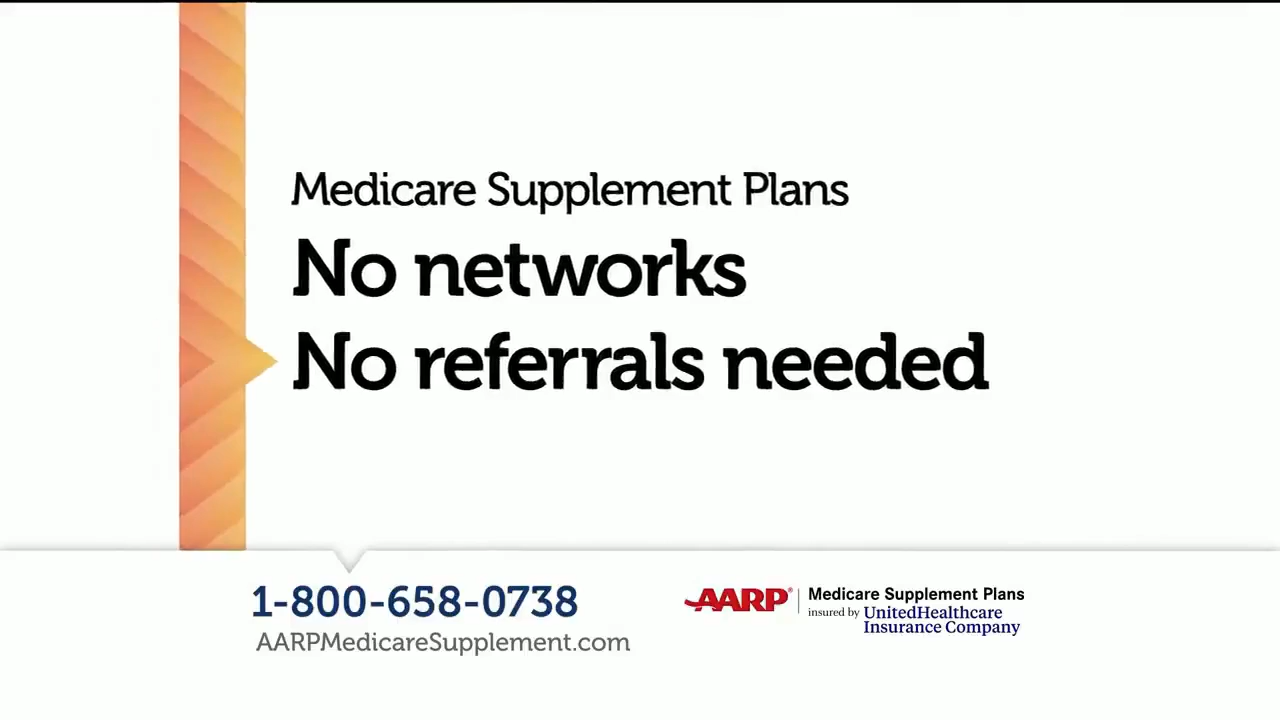 Medicare Supplement Plans
No networks
No referrals needed
1-800-658-0738
AARPMedicareSupplement.com
AARP® Medicare Supplement Plans
insured by UnitedHealthcare
Insurance Company